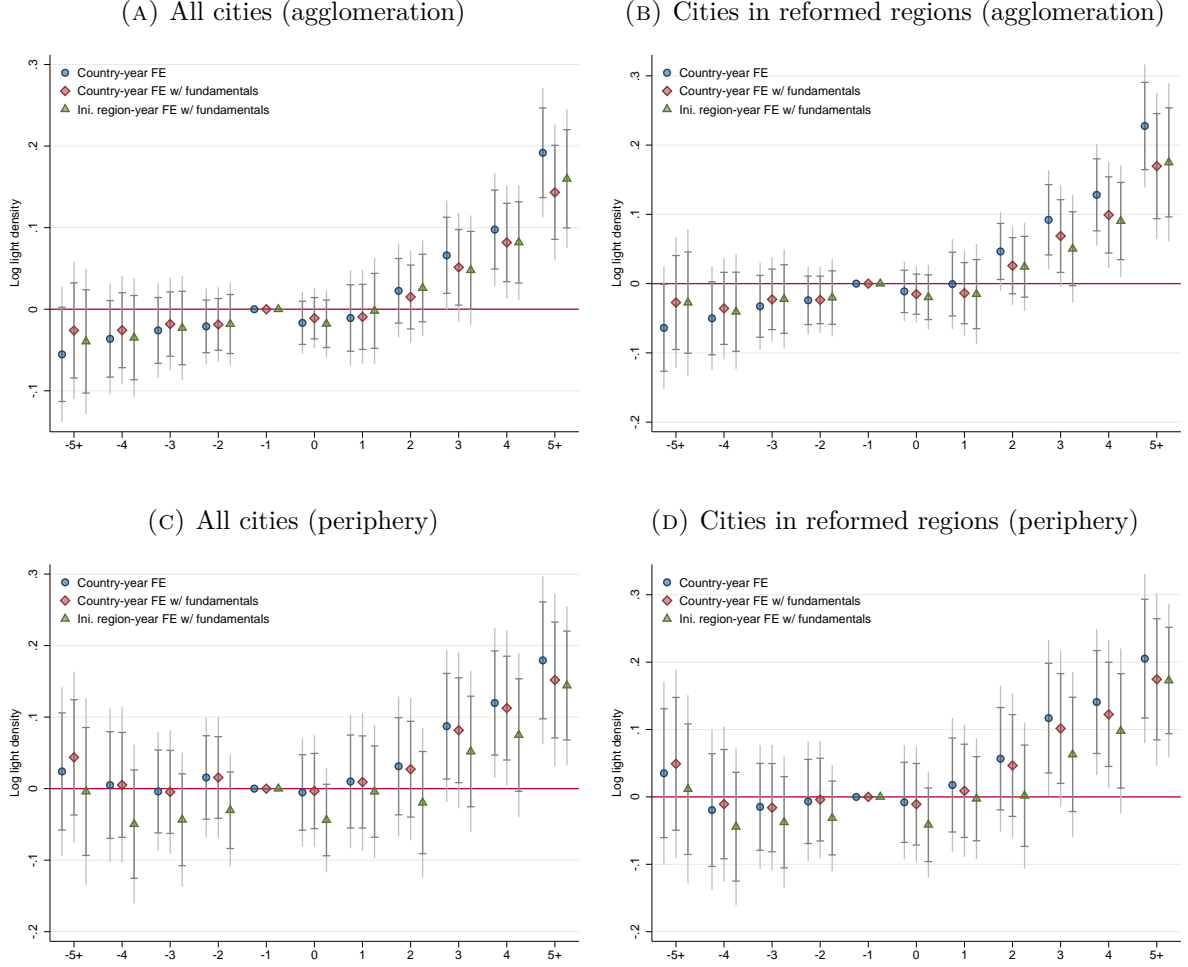 (A) All cities (agglomeration)
Log light density
.3
.2
.1
0
-.1
Country-year FE
Country-year FE w/ fundamentals
Ini. region-year FE w/ fundamentals
-5+ -4 -3 -2 -1 0 1 2 3 4 5+
(B) Cities in reformed regions (agglomeration)
Log light density
.3
.2
.1
0
-.1
-.2
Country-year FE
Country-year FE w/ fundamentals
Ini. region-year FE w/ fundamentals
-5+ -4 -3 -2 -1 0 1 2 3 4 5+
(C) All cities (periphery)
Log light density
.3
.2
.1
0
-.1
-.2
Country-year FE
Country-year FE w/ fundamentals
Ini. region-year FE w/ fundamentals
-5+ -4 -3 -2 -1 0 1 2 3 4 5+
(D) Cities in reformed regions (periphery)
Log light density
.3
.2
.1
0
-.1
-.2
Country-year FE
Country-year FE w/ fundamentals
Ini. region-year FE w/ fundamentals
-5+ -4 -3 -2 -1 0 1 2 3 4 5+